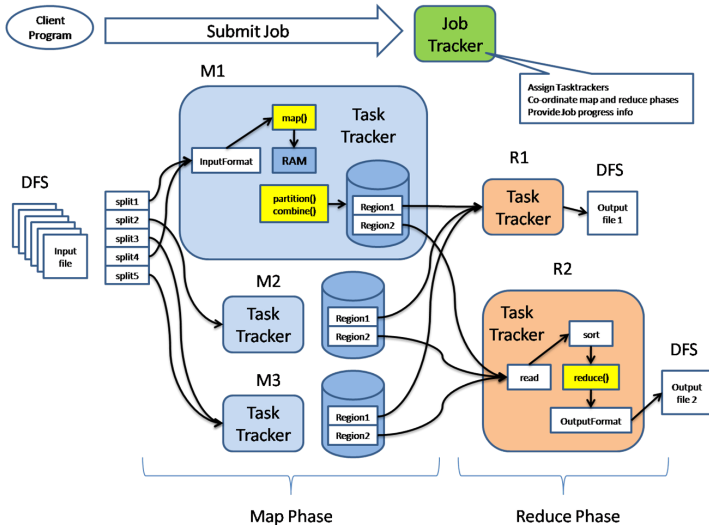 Client
Program
Submit Job
Job
Tracker
Assign Tasktrackers
Co-ordinate map and reduce phases
Provide Job progress info
M1
map()
Task
Tracker
InputFormat
RAM
partition()
combine()
Region1
Region2
DFS
Input
file
split1
split2
split3
split4
split5
M2
Task
Tracker
Region1
Region2
M3
Task
Tracker
Region1
Region2
R1
Task
Tracker
DFS
Output
file 1
R2
Task
Tracker
sort
read
reduce()
OutputFormat
DFS
Output
file 2
Map Phase
Reduce Phase